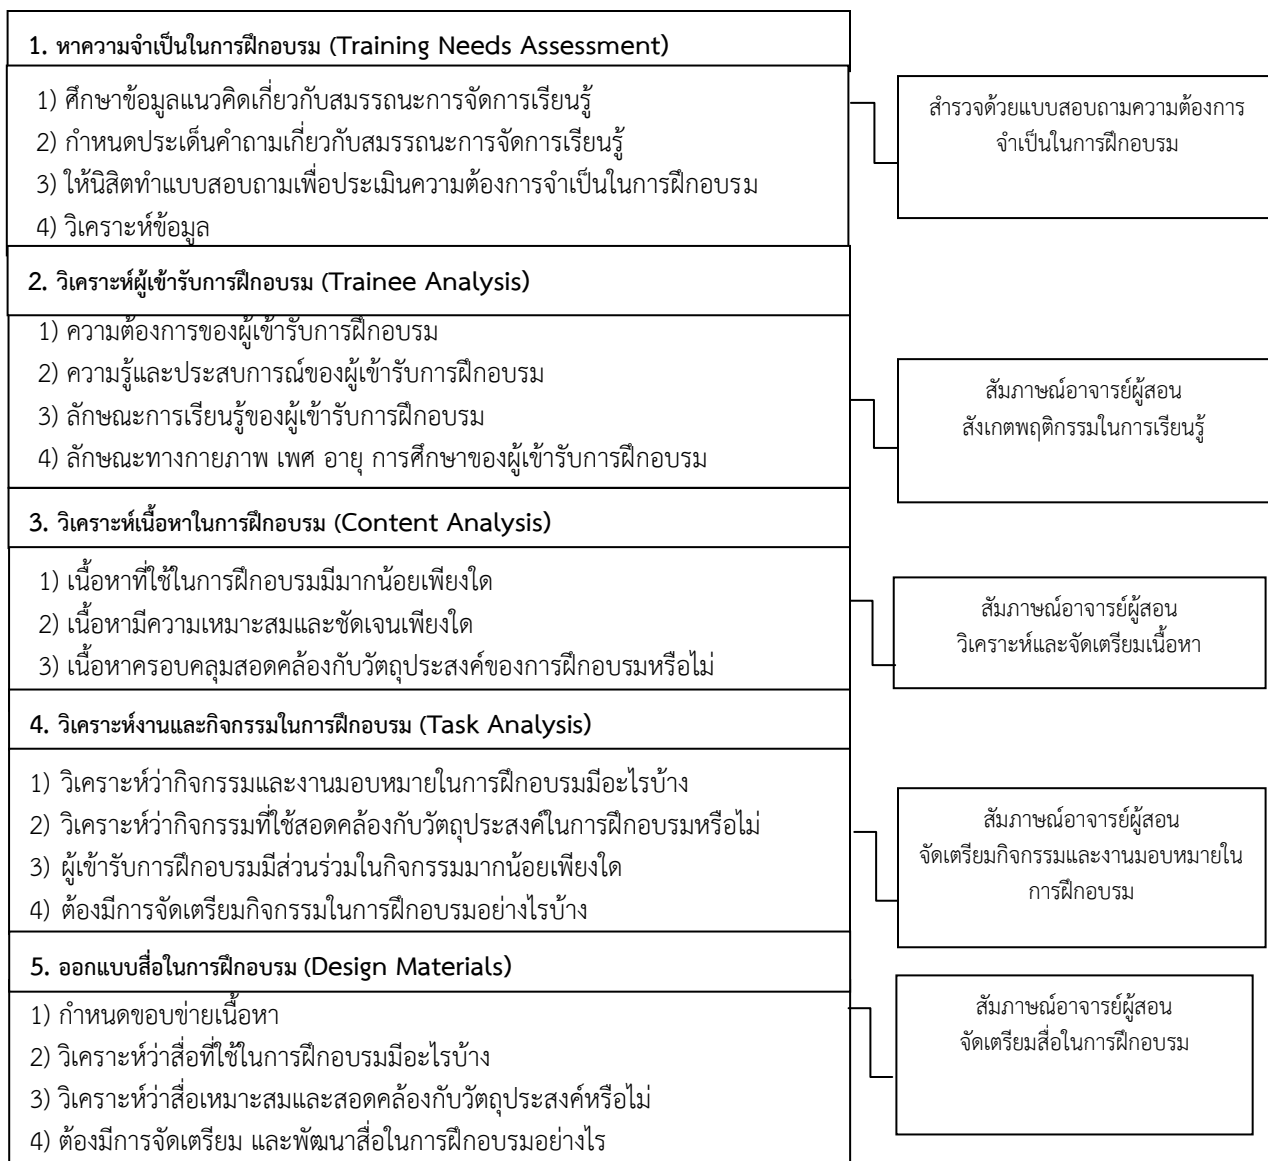 1. หาความจำเป็นในการฝึกอบรม (Training Needs Assessment)
1) ศึกษาข้อมูลแนวคิดเกี่ยวกับสมรรถนะการจัดการเรียนรู้
2) กำหนดประเด็นคำถามเกี่ยวกับสมรรถนะการจัดการเรียนรู้
3) ให้นิสิตทำแบบสอบถามเพื่อประเมินความต้องการจำเป็นในการฝึกอบรม
4) วิเคราะห์ข้อมูล
สำรวจด้วยแบบสอบถามความต้องการ
จำเป็นในการฝึกอบรม
2. วิเคราะห์ผู้เข้ารับการฝึกอบรม (Trainee Analysis)
1) ความต้องการของผู้เข้ารับการฝึกอบรม
2) ความรู้และประสบการณ์ของผู้เข้ารับการฝึกอบรม
3) ลักษณะการเรียนรู้ของผู้เข้ารับการฝึกอบรม
4) ลักษณะทางกายภาพ เพศ อายุ การศึกษาของผู้เข้ารับการฝึกอบรม
สัมภาษณ์อาจารย์ผู้สอน
สังเกตพฤติกรรมในการเรียนรู้
3. วิเคราะห์เนื้อหาในการฝึกอบรม (Content Analysis)
1) เนื้อหาที่ใช้ในการฝึกอบรมมีมากน้อยเพียงใด
2) เนื้อหามีความเหมาะสมและชัดเจนเพียงใด
3) เนื้อหาครอบคลุมสอดคล้องกับวัตถุประสงค์ของการฝึกอบรมหรือไม่
สัมภาษณ์อาจารย์ผู้สอน
วิเคราะห์และจัดเตรียมเนื้อหา
4. วิเคราะห์งานและกิจกรรมในการฝึกอบรม (Task Analysis)
1) วิเคราะห์ว่ากิจกรรมและงานมอบหมายในการฝึกอบรมมีอะไรบ้าง
2) วิเคราะห์ว่ากิจกรรมที่ใช้สอดคล้องกับวัตถุประสงค์ในการฝึกอบรมหรือไม่
3) ผู้เข้ารับการฝึกอบรมมีส่วนร่วมในกิจกรรมมากน้อยเพียงใด
4) ต้องมีการจัดเตรียมกิจกรรมในการฝึกอบรมอย่างไรบ้าง
สัมภาษณ์อาจารย์ผู้สอน
จัดเตรียมกิจกรรมและงานมอบหมายใน
การฝึกอบรม
5. ออกแบบสื่อในการฝึกอบรม (Design Materials)
1) กำหนดขอบข่ายเนื้อหา
2) วิเคราะห์ว่าสื่อที่ใช้ในการฝึกอบรมมีอะไรบ้าง
3) วิเคราะห์ว่าสื่อเหมาะสมและสอดคล้องกับวัตถุประสงค์หรือไม่
4) ต้องมีการจัดเตรียม และพัฒนาสื่อในการฝึกอบรมอย่างไร
สัมภาษณ์อาจารย์ผู้สอน
จัดเตรียมสื่อในการฝึกอบรม